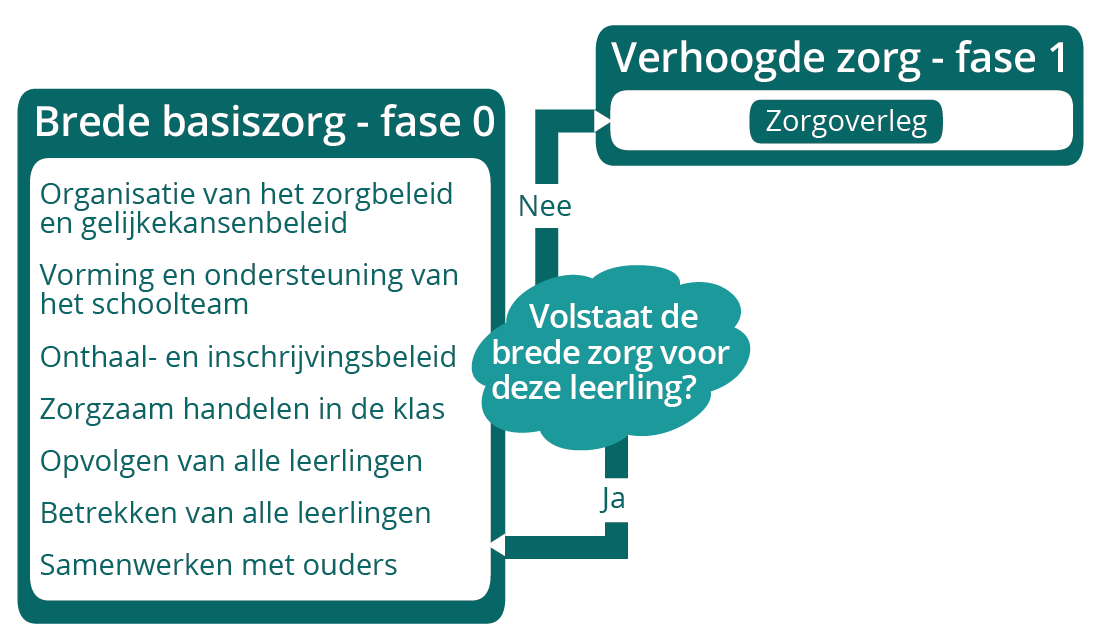 Brede basiszorg - fase 0
Organisatie van het zorgbeleid
en gelijkekansenbeleid
Vorming en ondersteuning van
het schoolteam
Onthaal- en inschrijvingsbeleid
Zorgzaam handelen in de klas
Opvolgen van alle leerlingen
Betrekken van alle leerlingen
Samenwerken met ouders
Volstaat de
brede zorg voor
deze leerling?
Nee
Ja
Verhoogde zorg - fase 1
Zorgoverleg